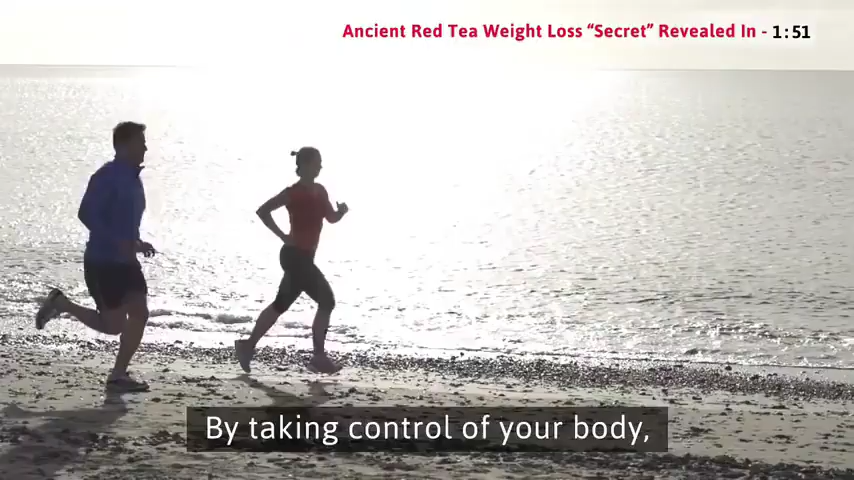 Ancient Red Tea Weight Loss “Secret” Revealed In - 1:51
By taking control of your body,